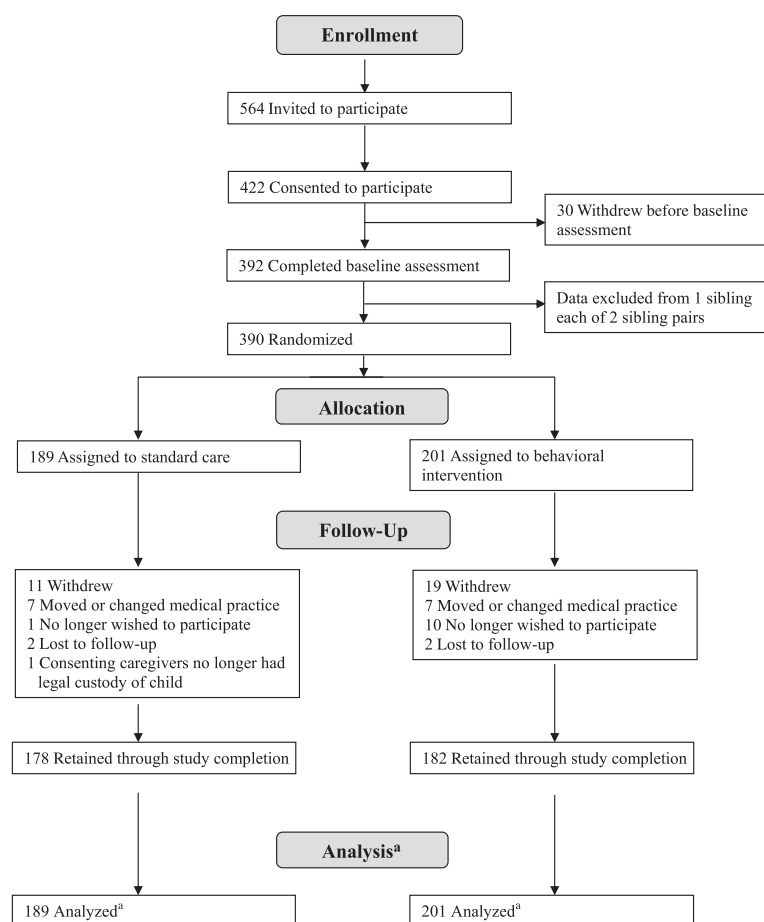 Enrollment
564 Invited to participate
422 Consented to participate
30 Withdrew before baseline
assessment
392 Completed baseline assessment
Data excluded from 1 sibling
each of 2 sibling pairs
390 Randomized
Allocation
189 Assigned to standard care
201 Assigned to behavioral
intervention
Follow-Up
11 Withdrew
7 Moved or changed medical practice
1 No longer wished to participate
2 Lost to follow-up
1 Consenting caregivers no longer had
legal custody of child
19 Withdrew
7 Moved or changed medical practice
10 No longer wished to participate
2 Lost to follow-up
178 Retained through study completion
182 Retained through study completion
Analysisᵃ
189 Analyzedᵃ
201 Analyzedᵃ